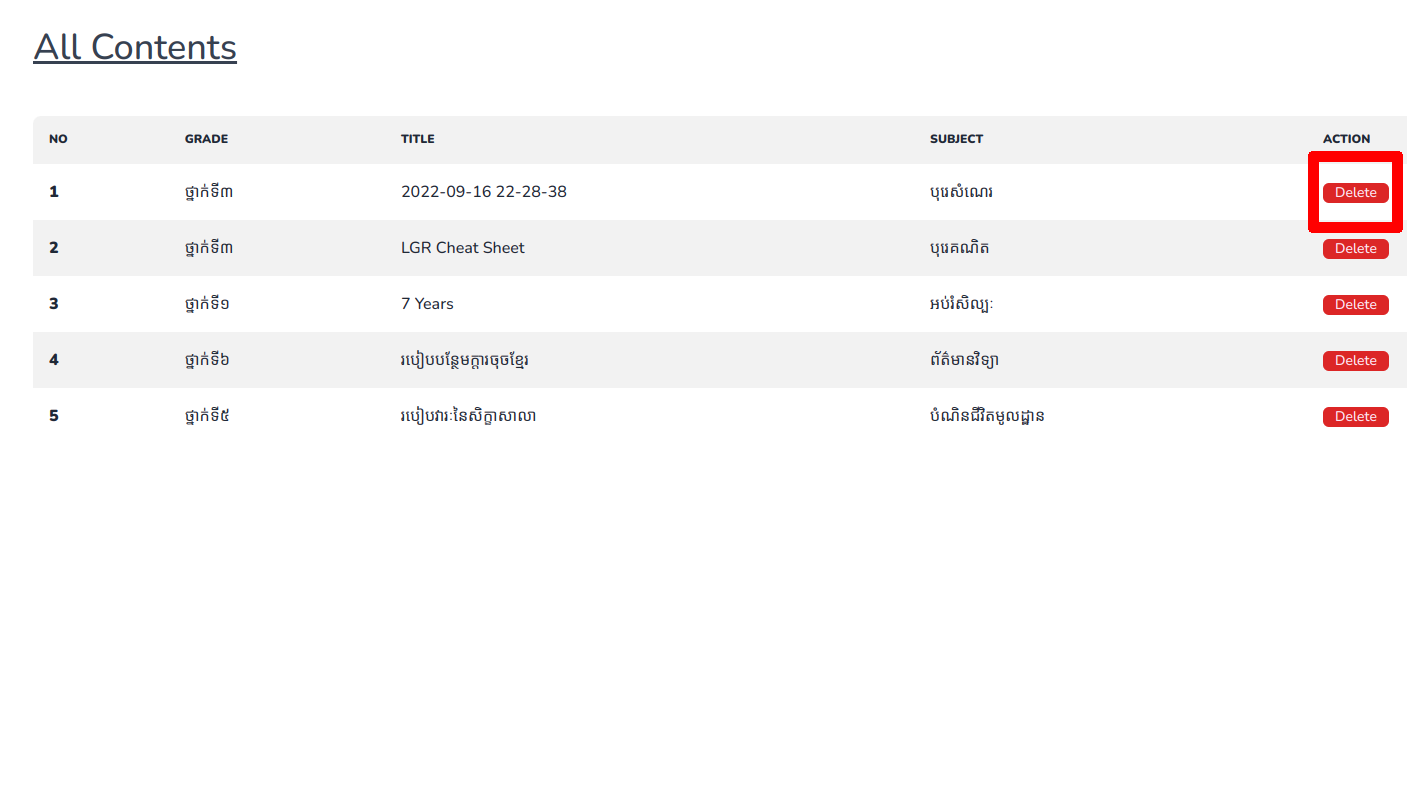 All Contents
NO GRADE TITLE SUBJECT ACTION
1 ថ្នាក់ទី៣ 2022-09-16 22-28-38 បុរេសំណេរ Delete
2 ថ្នាក់ទី៣ LGR Cheat Sheet បុរេគណិត Delete
3 ថ្នាក់ទី១ 7 Years អប់រំសិល្បៈ Delete
4 ថ្នាក់ទី៦ របៀបបន្ថែមក្ដារចុចខ្មែរ ព័ត៌មានវិទ្យា Delete
5 ថ្នាក់ទី៥ របៀបវារៈនៃសិក្ខាសាលា បំណិនជីវិតមូលដ្ឋាន Delete